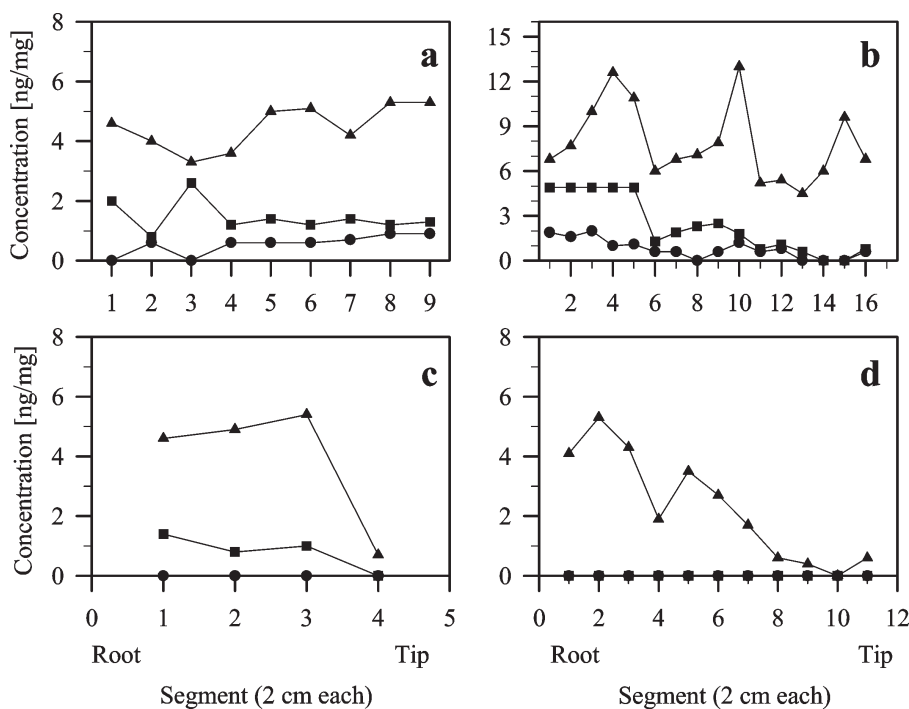 a
b
Concentration [ng/mg]
8
6
4
2
0
15
12
9
6
3
0
1 2 3 4 5 6 7 8 9
2 4 6 8 10 12 14 16
c
d
Concentration [ng/mg]
8
6
4
2
0
8
6
4
2
0
0 1 2 3 4 5
0 2 4 6 8 10 12
Root Tip Root Tip
Segment (2 cm each) Segment (2 cm each)